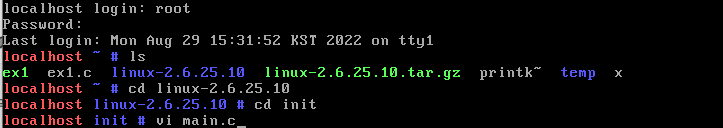 localhost login: root
Password:
Last login: Mon Aug 29 15:31:52 KST 2022 on tty1
localhost ~ # ls
ex1 ex1.c linux-2.6.25.10 linux-2.6.25.10.tar.gz printk~ temp x
localhost ~ # cd linux-2.6.25.10
localhost linux-2.6.25.10 # cd init
localhost init # vi main.c